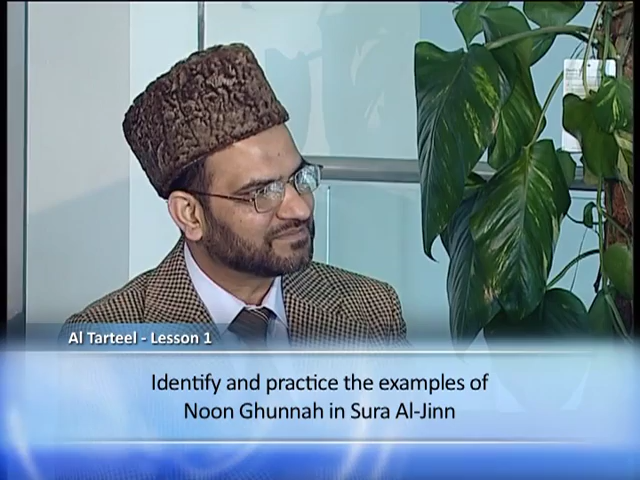 Al Tarteel - Lesson 1
Identify and practice the examples of
Noon Ghunnah in Sura Al-Jinn